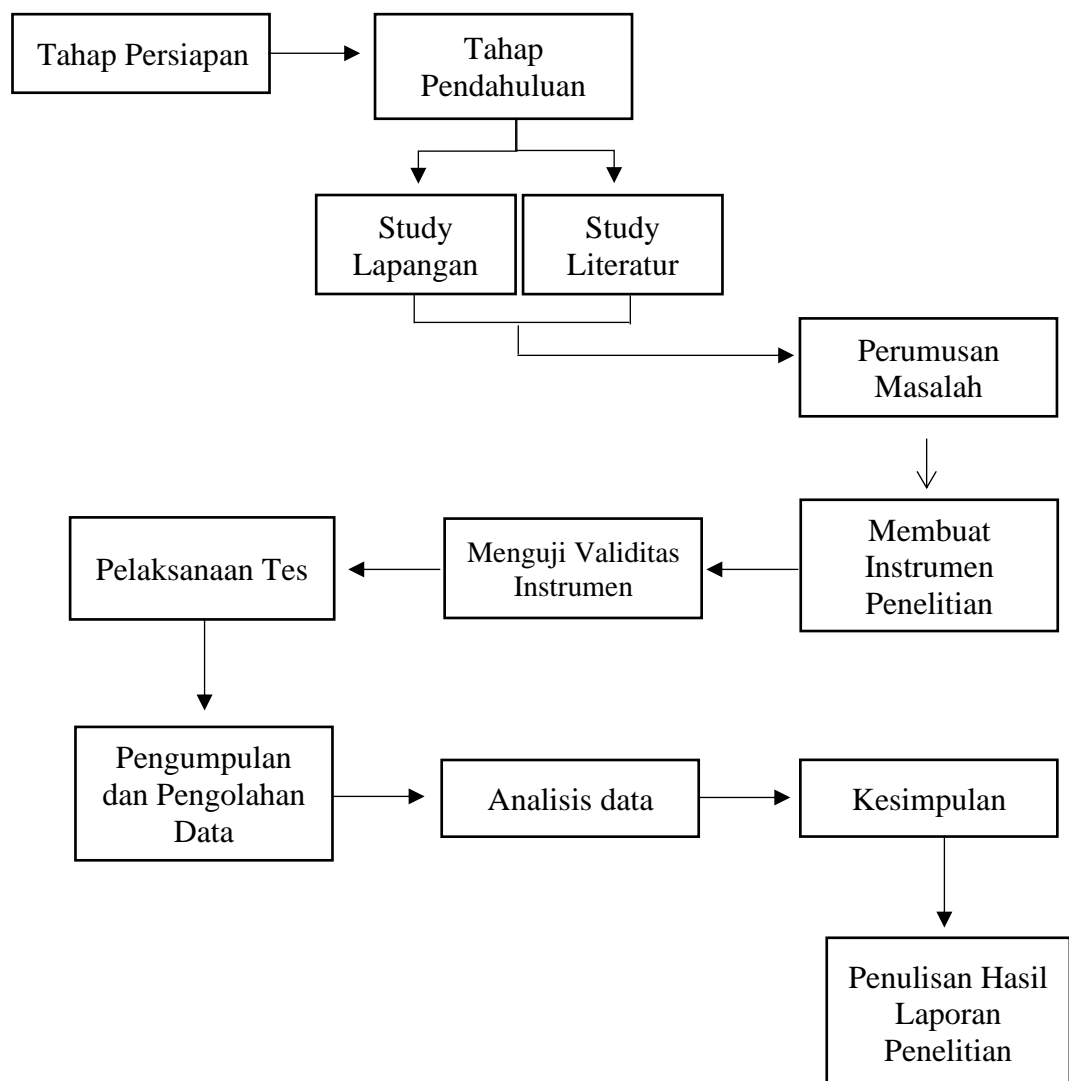 Tahap Persiapan
Tahap
Pendahuluan
Study
Lapangan
Study
Literatur
Perumusan
Masalah
Membuat
Instrumen
Penelitian
Menguji Validitas
Instrumen
Pelaksanaan Tes
Pengumpulan
dan Pengolahan
Data
Analisis data
Kesimpulan
Penulisan Hasil
Laporan
Penelitian